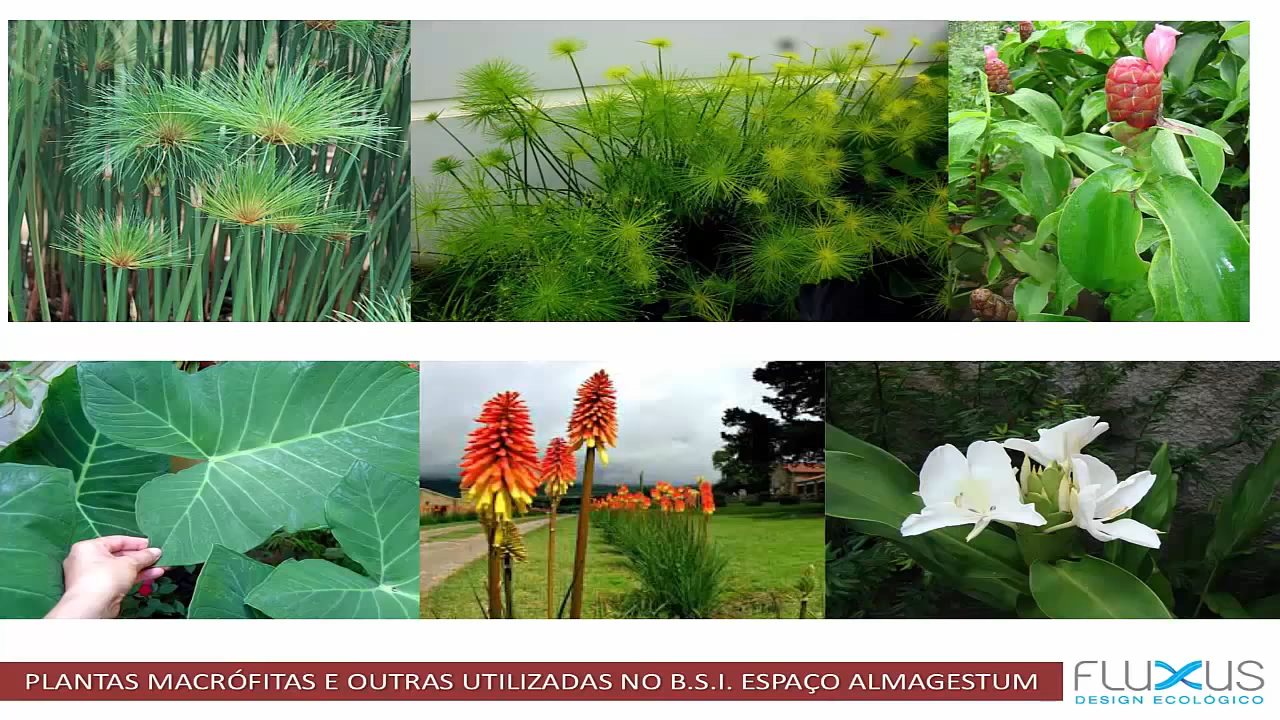 PLANTAS MACRÓFITAS E OUTRAS UTILIZADAS NO B.S.I. ESPAÇO ALMAGESTUM
FLUXUS
DESIGN ECOLÓGICO